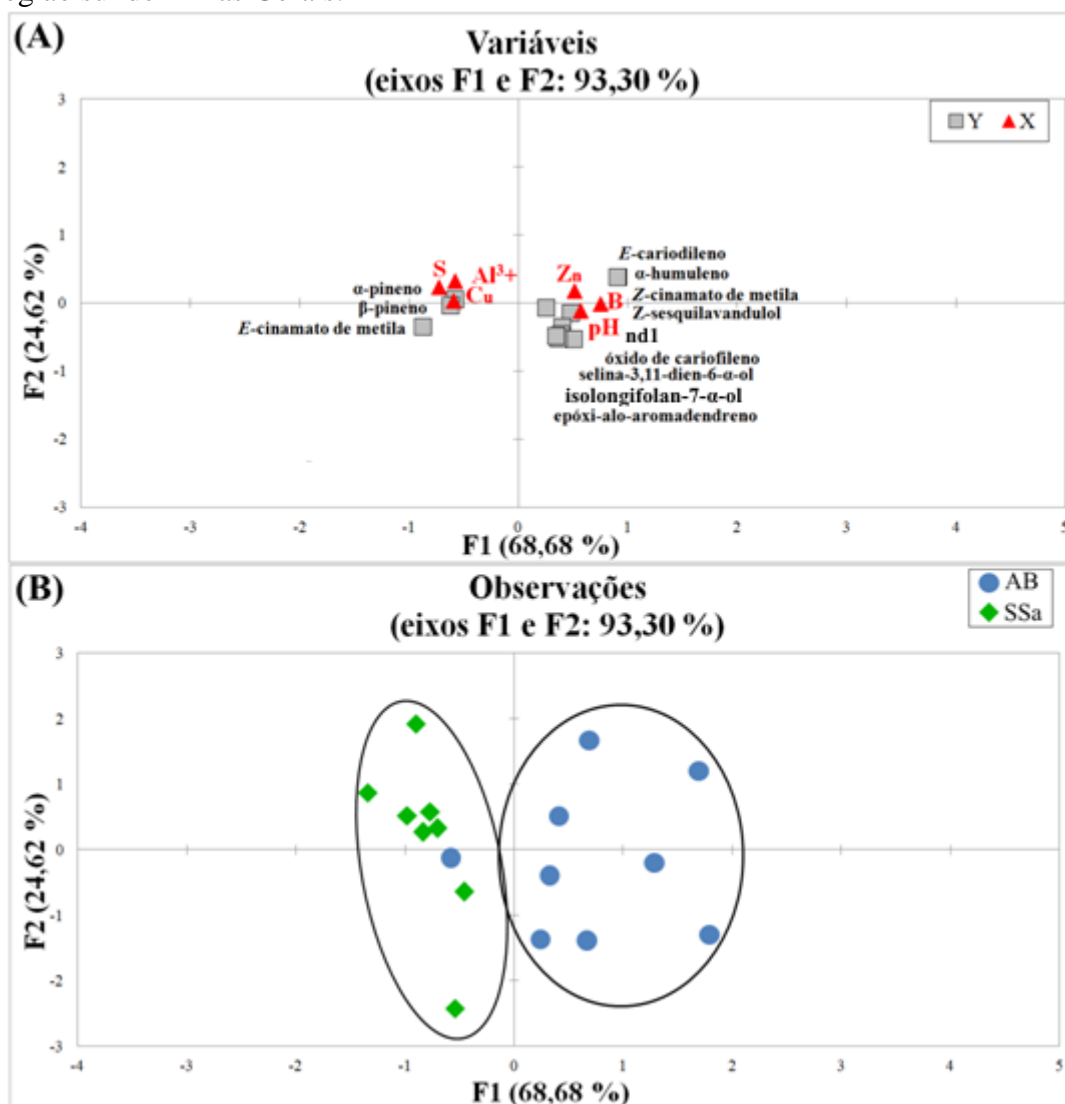 (A)
Variáveis
(eixos F1 e F2: 93,30 %)
Y X
3
2
1
0
-1
-2
-3
F2 (24,62 %)
S
Al³+
Cu
α-pineno
β-pineno
E-cinamato de metila
Zn
B
pH
E-cariodileno
α-humuleno
Z-cinamato de metila
Z-sesquilavandulol
nd1
óxido de cariofileno
selina-3,11-dien-6-α-ol
isolongifolan-7-α-ol
epóxi-alo-aromadendreno
-4 -3 -2 -1 0 1 2 3 4 5
F1 (68,68 %)
(B)
Observações
(eixos F1 e F2: 93,30 %)
AB
SSa
3
2
1
0
-1
-2
-3
F2 (24,62 %)
-4 -3 -2 -1 0 1 2 3 4 5
F1 (68,68 %)